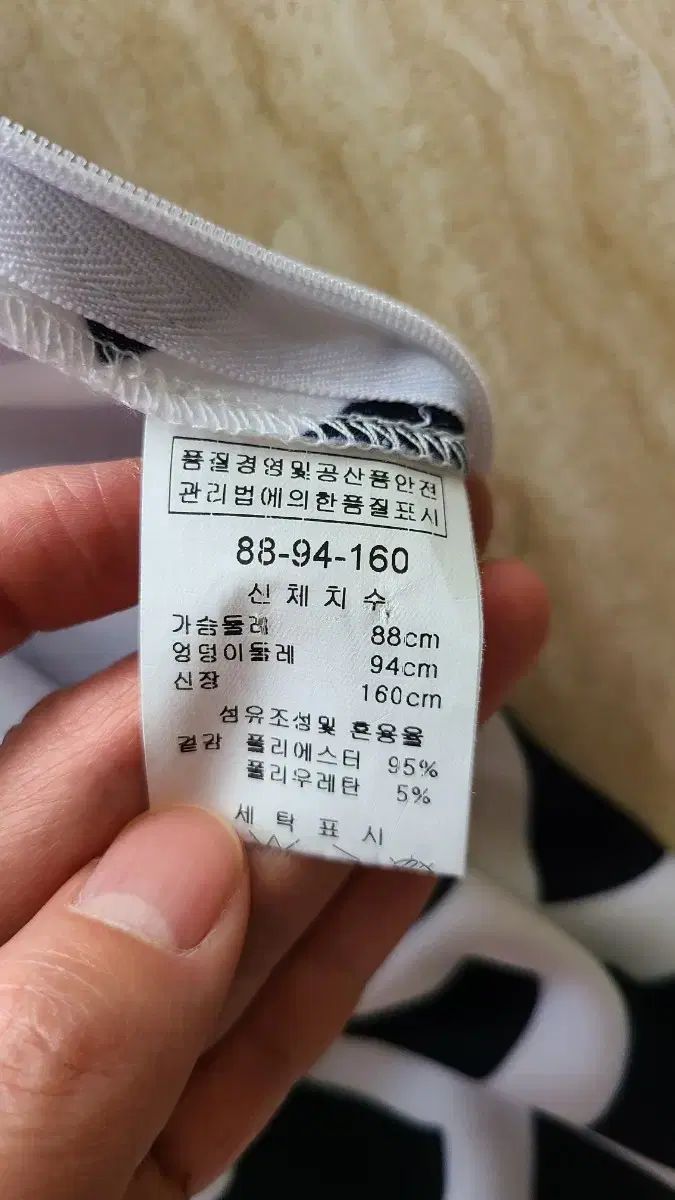 품질경영및공산품안전
관리법에의한품질표시
88-94-160
신 체 치 수
가슴둘레 88cm
엉덩이둘레 94cm
신장 160cm
섬유조성및 혼용율
겉감 폴리에스터 95%
폴리우레탄 5%
세 탁 표 시